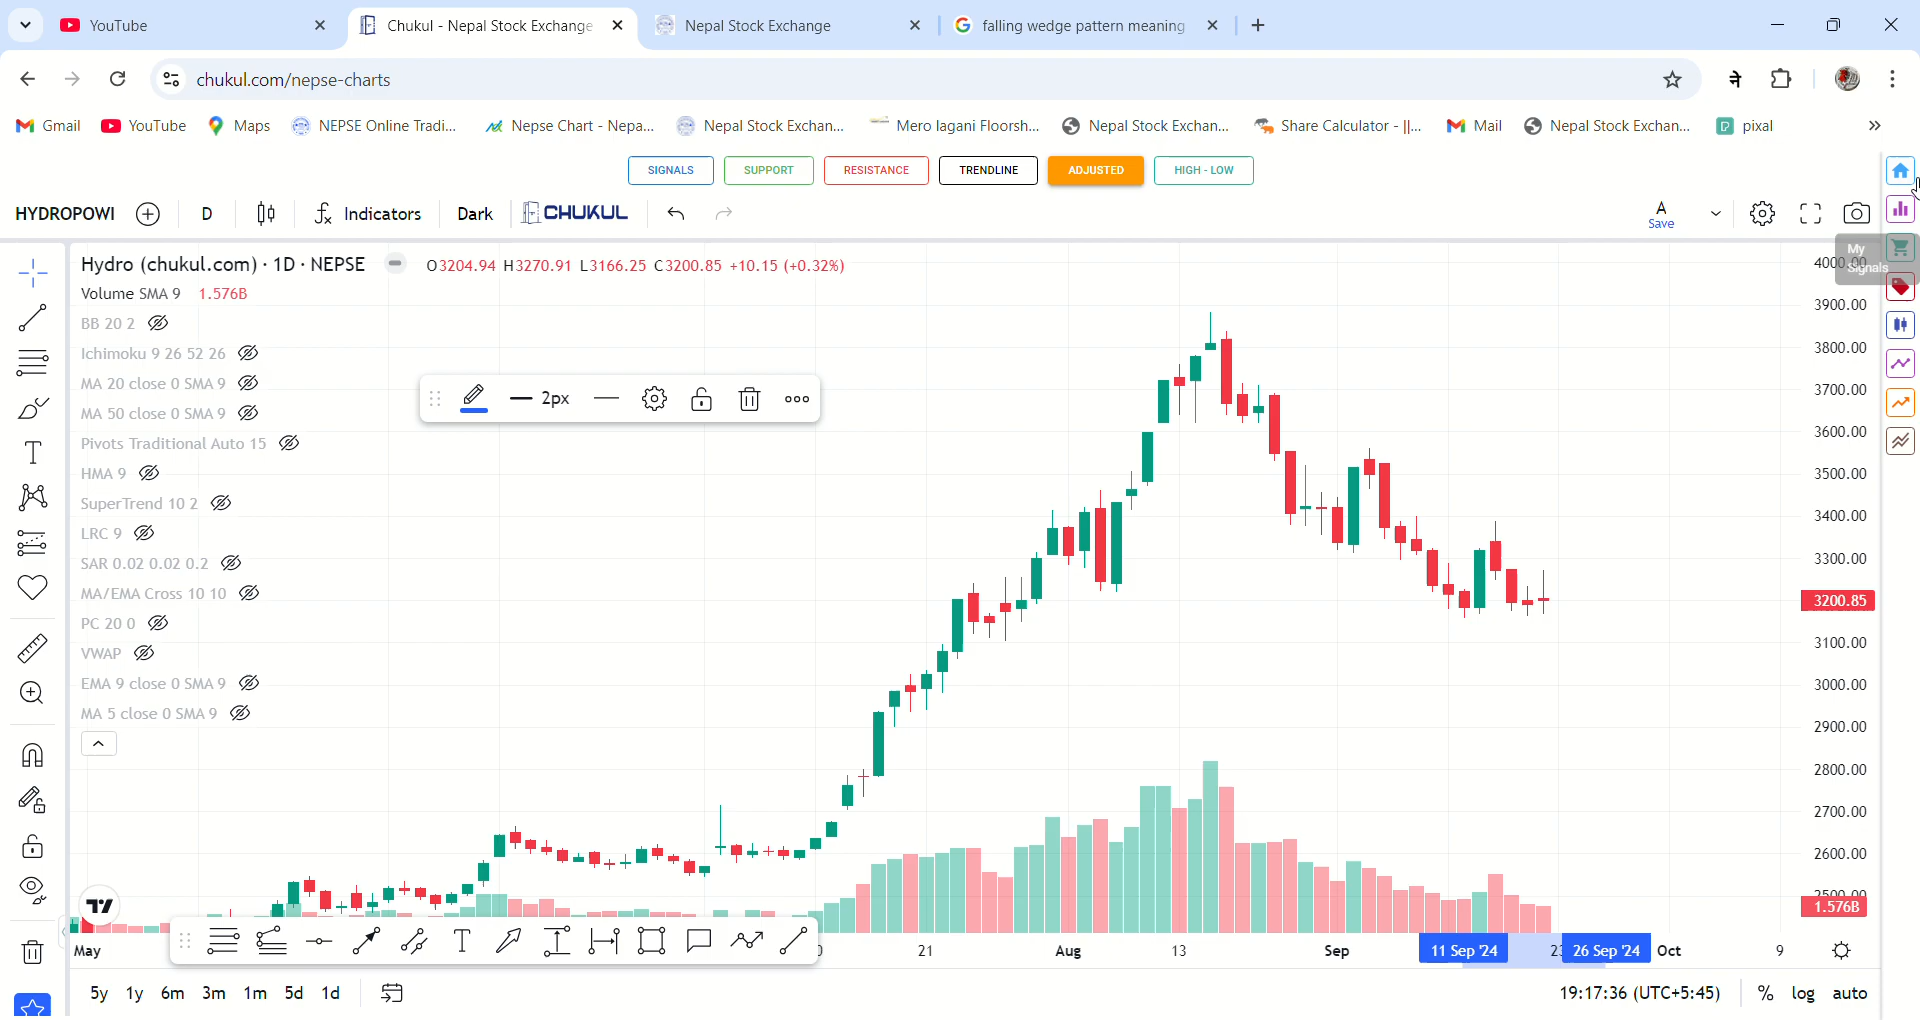 YouTube
Chukul - Nepal Stock Exchange
Nepal Stock Exchange
falling wedge pattern meaning
chukul.com/nepse-charts
ने
Gmail YouTube Maps NEPSE Online Tradi... Nepse Chart - Nepa... Nepal Stock Exchan... Mero lagani Floorsh... Nepal Stock Exchan... Share Calculator - ||... Mail Nepal Stock Exchan... pixal
SIGNALS SUPPORT RESISTANCE TRENDLINE ADJUSTED HIGH - LOW
HYDROPOWI D Indicators Dark CHUKUL A
Save
Hydro (chukul.com) · 1D · NEPSE O3204.94 H3270.91 L3166.25 C3200.85 +10.15 (+0.32%)
Volume SMA 9 1.576B
BB 20 2
Ichimoku 9 26 52 26
MA 20 close 0 SMA 9
MA 50 close 0 SMA 9
Pivots Traditional Auto 15
HMA 9
SuperTrend 10 2
LRC 9
SAR 0.02 0.02 0.2
MA/EMA Cross 10 10
PC 20 0
VWAP
EMA 9 close 0 SMA 9
MA 5 close 0 SMA 9
2px
My
Signals
4000.00
3900.00
3800.00
3700.00
3600.00
3500.00
3400.00
3300.00
3200.85
3100.00
3000.00
2900.00
2800.00
2700.00
2600.00
2500.00
1.576B
May 21 Aug 13 Sep 11 Sep '24 23 26 Sep '24 Oct 9
5y 1y 6m 3m 1m 5d 1d
19:17:36 (UTC+5:45) % log auto